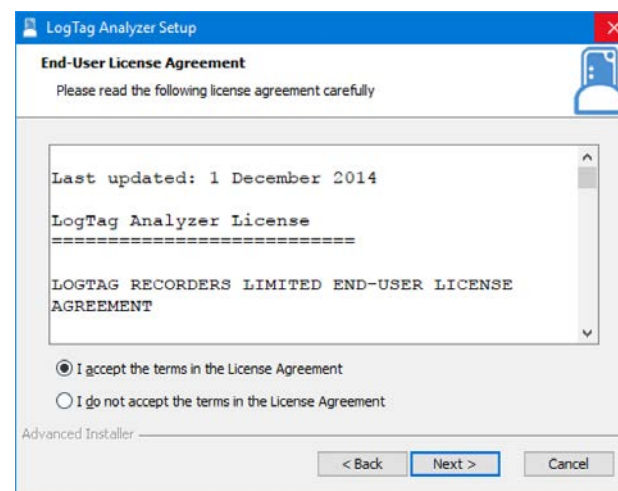 LogTag Analyzer Setup
End-User License Agreement
Please read the following license agreement carefully
Last updated: 1 December 2014
LogTag Analyzer License
===========================
LOGTAG RECORDERS LIMITED END-USER LICENSE
AGREEMENT
I accept the terms in the License Agreement
I do not accept the terms in the License Agreement
Advanced Installer
< Back Next > Cancel